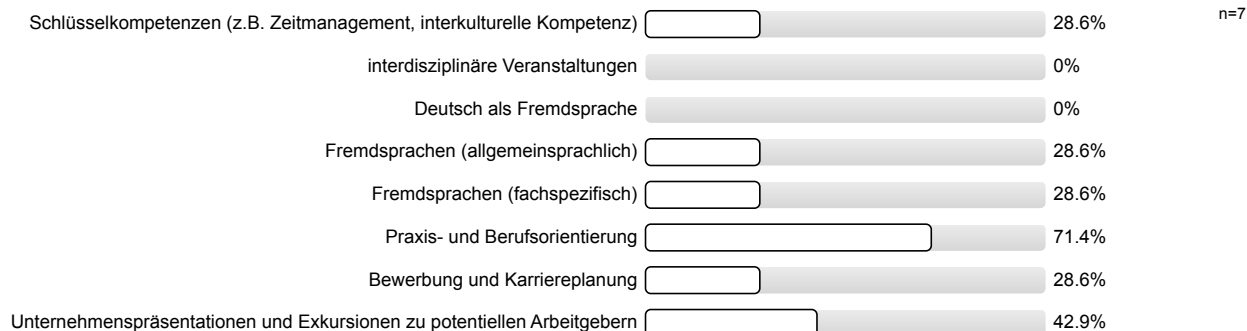 Schlüsselkompetenzen (z.B. Zeitmanagement, interkulturelle Kompetenz) 28.6% n=7
interdisziplinäre Veranstaltungen 0%
Deutsch als Fremdsprache 0%
Fremdsprachen (allgemeinsprachlich) 28.6%
Fremdsprachen (fachspezifisch) 28.6%
Praxis- und Berufsorientierung 71.4%
Bewerbung und Karriereplanung 28.6%
Unternehmenspräsentationen und Exkursionen zu potentiellen Arbeitgebern 42.9%